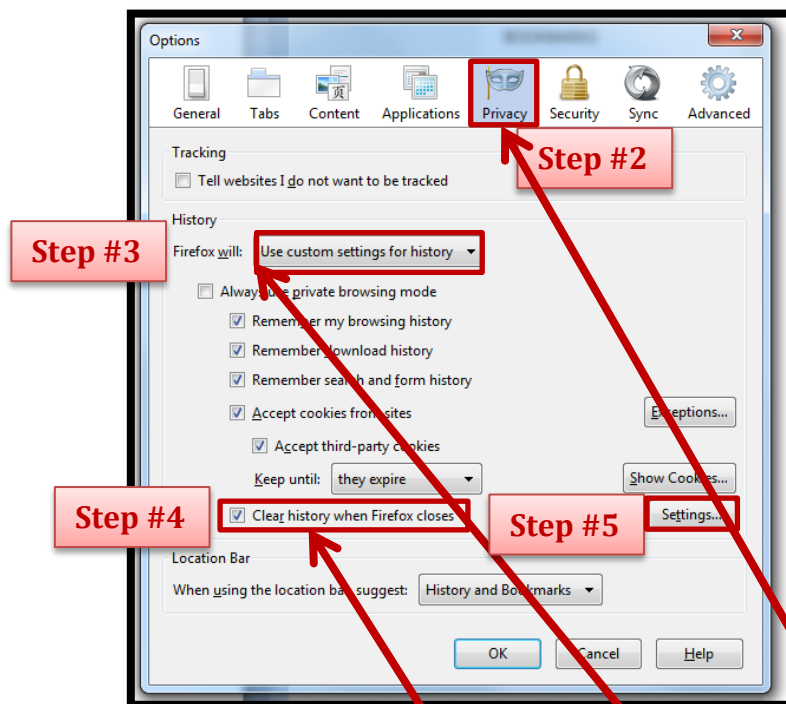 Options
General Tabs Content Applications Privacy Security Sync Advanced
页
Step #2
Tracking
Tell websites I do not want to be tracked
History
Step #3
Firefox will: Use custom settings for history
Always use private browsing mode
Remember my browsing history
Remember download history
Remember search and form history
Accept cookies from sites
Exceptions...
Accept third-party cookies
Keep until: they expire
Show Cookies...
Step #4
Clear history when Firefox closes
Step #5
Settings...
Location Bar
When using the location bar, suggest: History and Bookmarks
OK Cancel Help